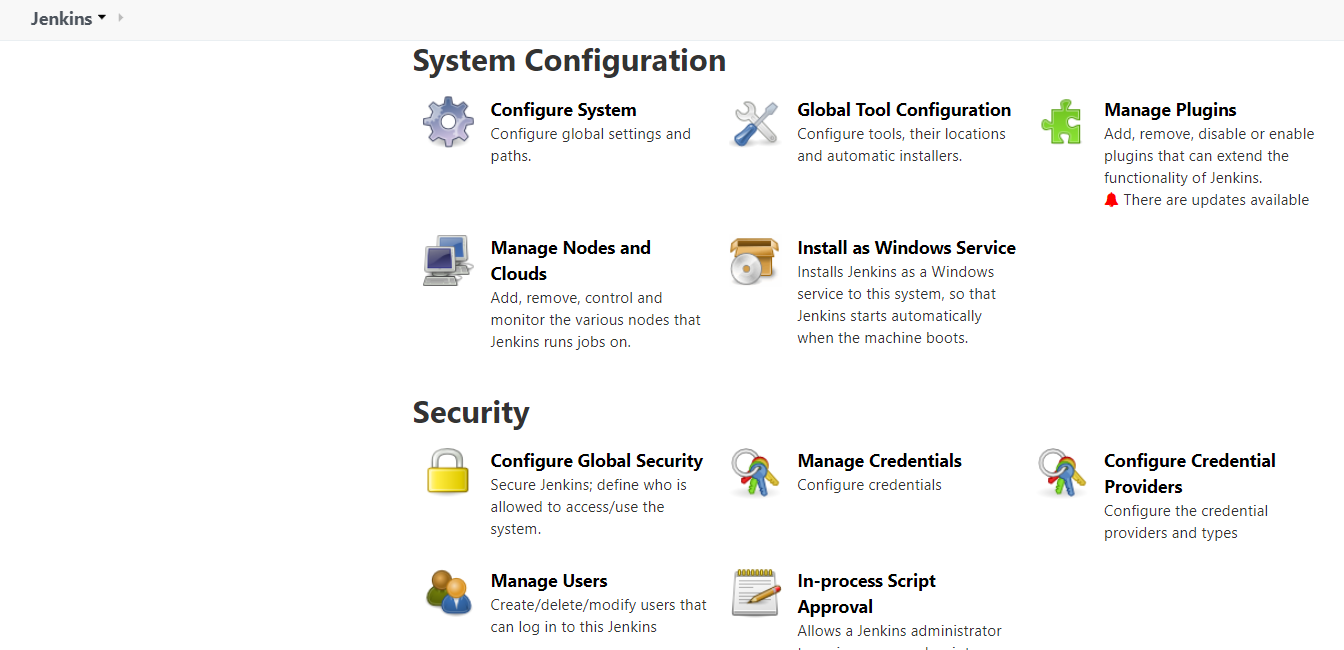 Jenkins
System Configuration
Configure System
Configure global settings and
paths.
Global Tool Configuration
Configure tools, their locations
and automatic installers.
Manage Plugins
Add, remove, disable or enable
plugins that can extend the
functionality of Jenkins.
There are updates available
Manage Nodes and
Clouds
Add, remove, control and
monitor the various nodes that
Jenkins runs jobs on.
Install as Windows Service
Installs Jenkins as a Windows
service to this system, so that
Jenkins starts automatically
when the machine boots.
Security
Configure Global Security
Secure Jenkins; define who is
allowed to access/use the
system.
Manage Credentials
Configure credentials
Configure Credential
Providers
Configure the credential
providers and types
Manage Users
Create/delete/modify users that
can log in to this Jenkins
In-process Script
Approval
Allows a Jenkins administrator